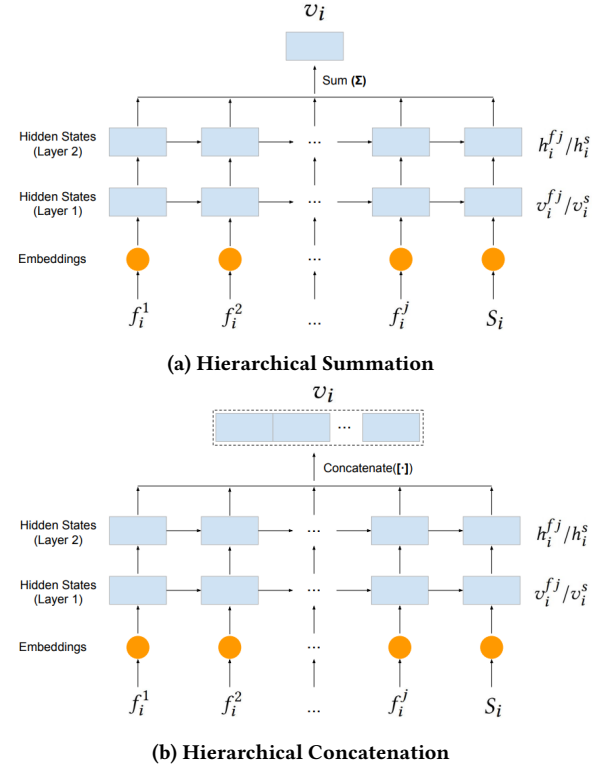 v_i
Sum (Σ)
Hidden States (Layer 2) ... h_i^{fj}/h_i^s
Hidden States (Layer 1) ... v_i^{fj}/v_i^s
Embeddings ...
f_i^1 f_i^2 ... f_i^j S_i
(a) Hierarchical Summation
v_i
...
Concatenate([·])
Hidden States (Layer 2) ... h_i^{fj}/h_i^s
Hidden States (Layer 1) ... v_i^{fj}/v_i^s
Embeddings ...
f_i^1 f_i^2 ... f_i^j S_i
(b) Hierarchical Concatenation